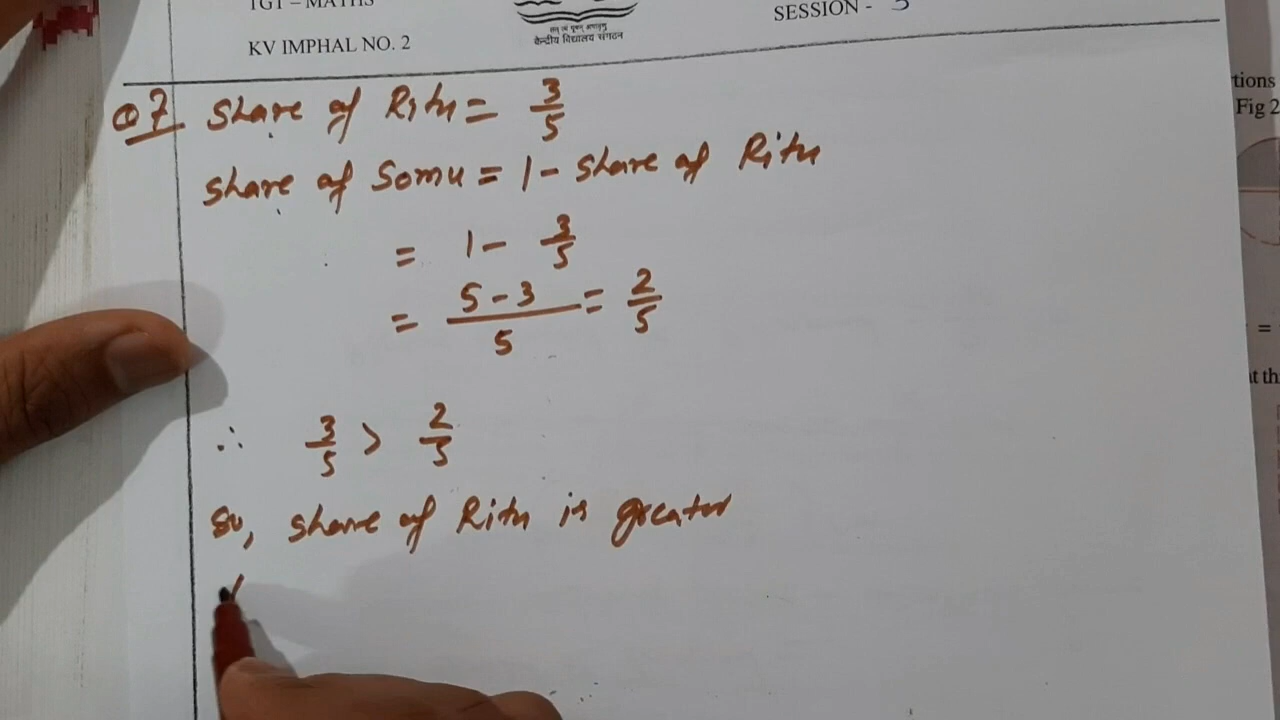 TGT – MATHS
SESSION - 3
केन्द्रीय विद्यालय संगठन
KV IMPHAL NO. 2
tions
Fig 2
Q7 Share of Ritu = 3/5
Share of Somu = 1 - Share of Ritu
= 1 - 3/5
= 5-3/5 = 2/5
=
at th
∴ 3/5 > 2/5
So, Share of Ritu is greater